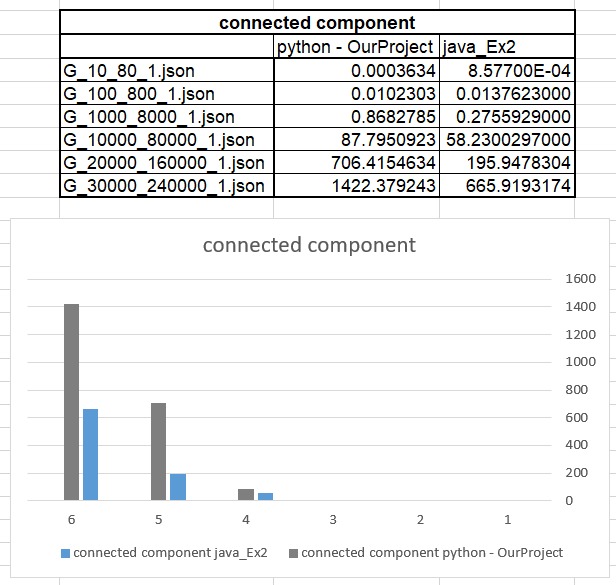 connected component
python - OurProject java_Ex2
G_10_80_1.json 0.0003634 8.57700E-04
G_100_800_1.json 0.0102303 0.0137623000
G_1000_8000_1.json 0.8682785 0.2755929000
G_10000_80000_1.json 87.7950923 58.2300297000
G_20000_160000_1.json 706.4154634 195.9478304
G_30000_240000_1.json 1422.379243 665.9193174
connected component
1600
1400
1200
1000
800
600
400
200
0
6 5 4 3 2 1
connected component java_Ex2 connected component python - OurProject